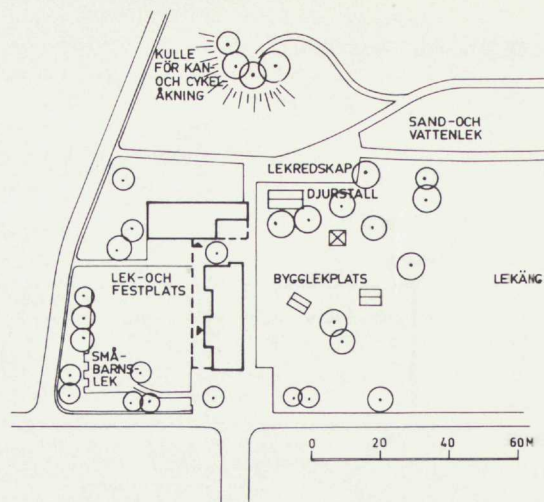 KULLE
FÖR KAN-
OCH CYKEL
ÅKNING
SAND-OCH
VATTENLEK
LEKREDSKAP
DJURSTALL
LEK-OCH
FESTPLATS
BYGGLEKPLATS
LEKÄNG
SMÅ-
BARNS-
LEK
0 20 40 60 M